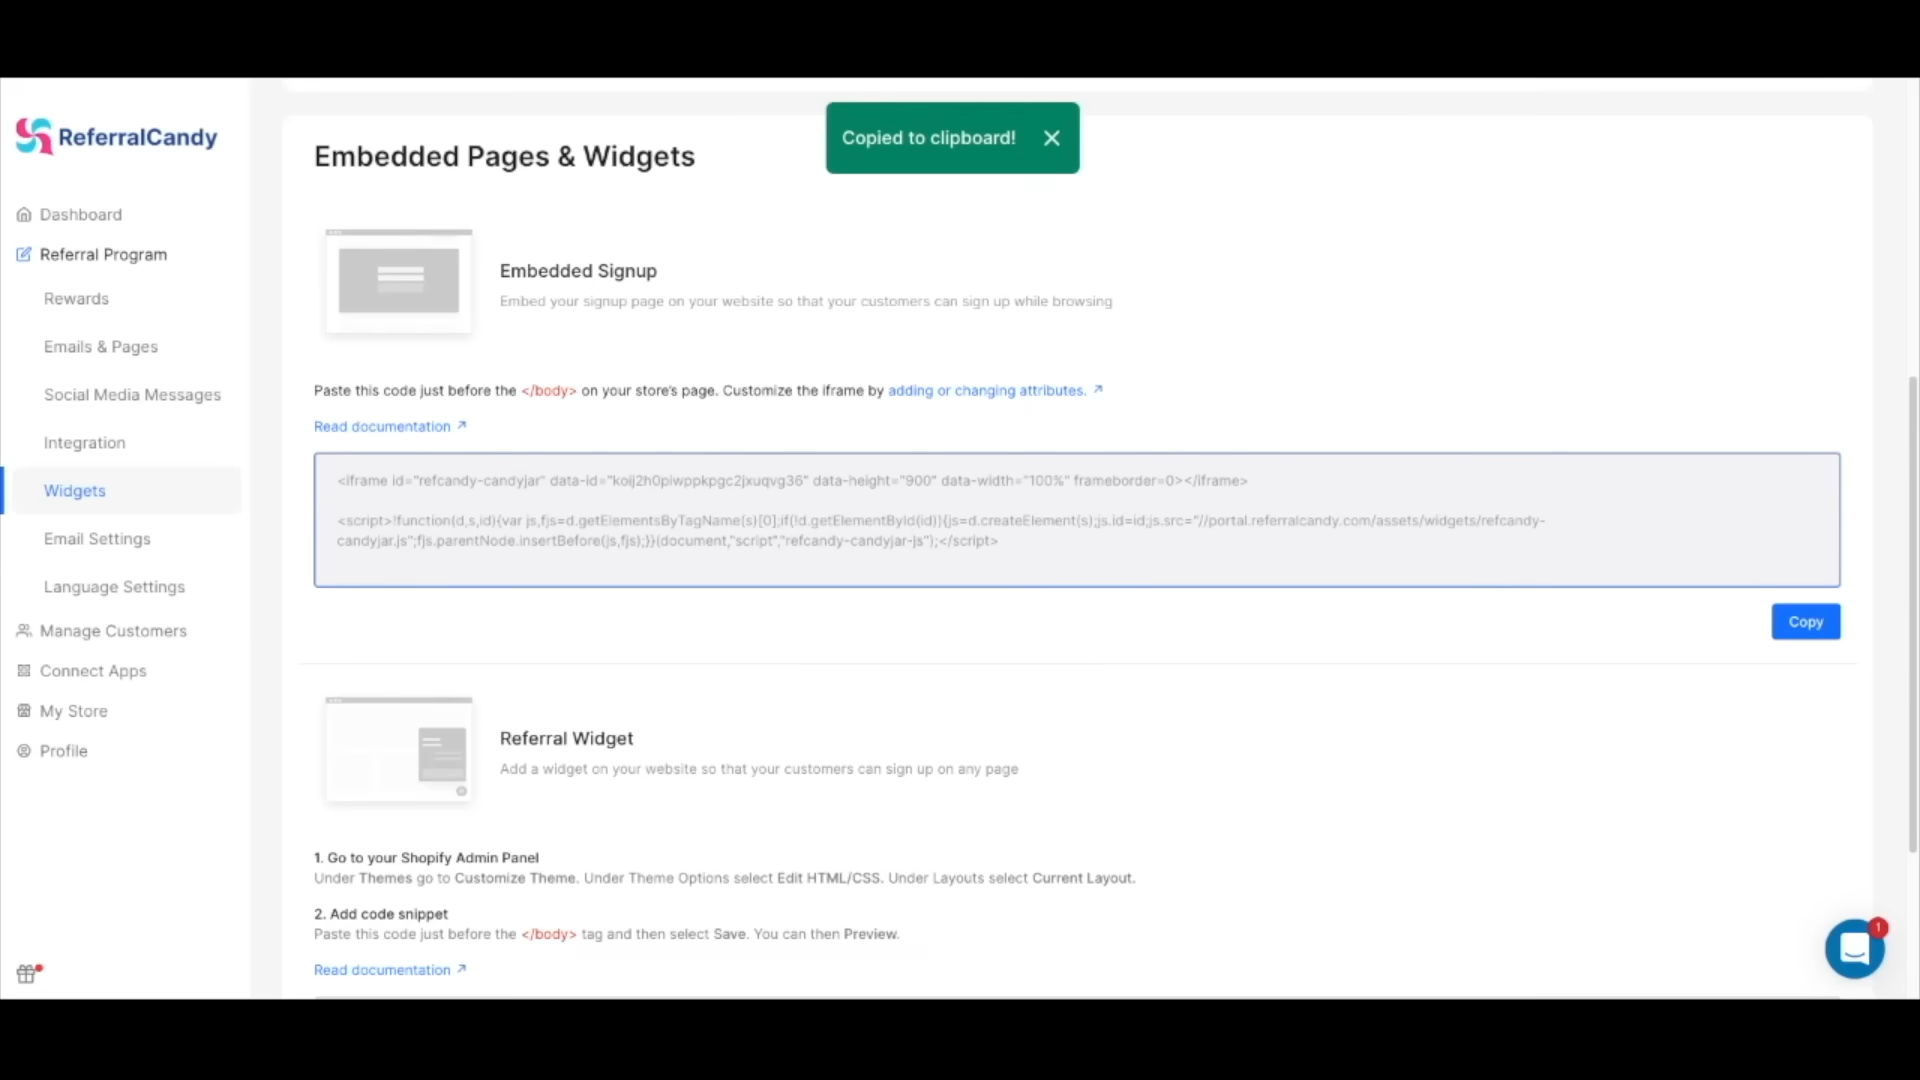 ReferralCandy
Dashboard
Referral Program
Rewards
Emails & Pages
Social Media Messages
Integration
Widgets
Email Settings
Language Settings
Manage Customers
Connect Apps
My Store
Profile
Copied to clipboard!
Embedded Pages & Widgets
Embedded Signup
Embed your signup page on your website so that your customers can sign up while browsing
Paste this code just before the </body> on your store's page. Customize the iframe by adding or changing attributes.
Read documentation
<iframe id="refcandy-candyjar" data-id="koij2h0piwppkpgc2jxuqvg36" data-height="900" data-width="100%" frameborder=0></iframe>
<script>!function(d,s,id){var js,fjs=d.getElementsByTagName(s)[0];if(!d.getElementById(id)){js=d.createElement(s);js.id=id;js.src="//portal.referralcandy.com/assets/widgets/refcandy-
candyjar.js";fjs.parentNode.insertBefore(js,fjs);}}(document,"script","refcandy-candyjar-js");</script>
Copy
Referral Widget
Add a widget on your website so that your customers can sign up on any page
1. Go to your Shopify Admin Panel
Under Themes go to Customize Theme. Under Theme Options select Edit HTML/CSS. Under Layouts select Current Layout.
2. Add code snippet
Paste this code just before the </body> tag and then select Save. You can then Preview.
Read documentation
1